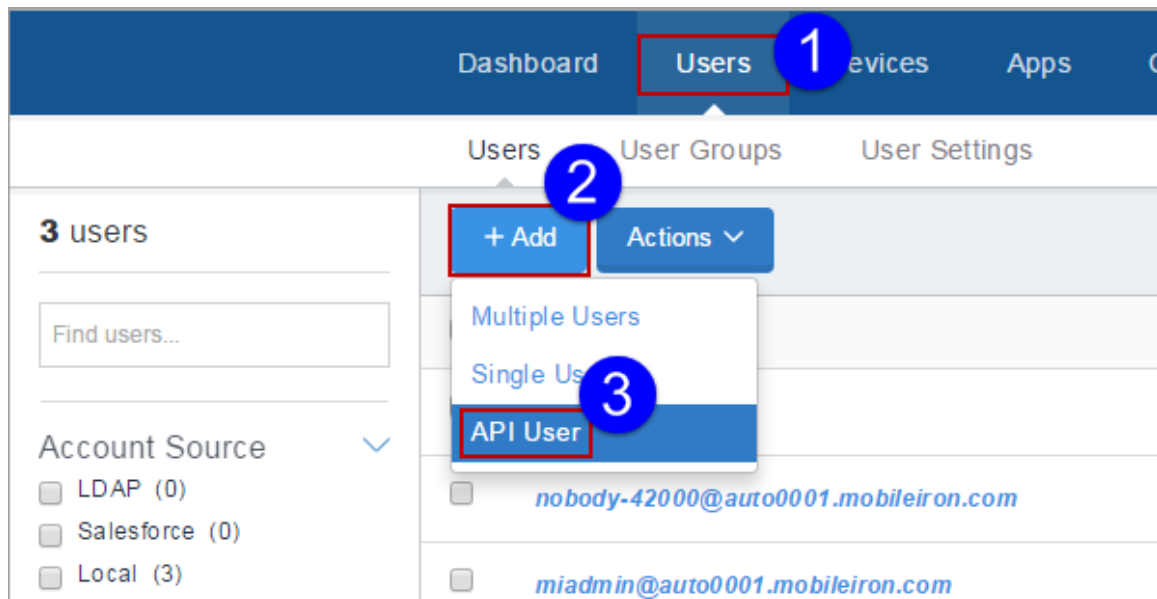 Dashboard Users 1 evices Apps
Users User Groups User Settings
2
3 users
+ Add Actions
Find users...
Multiple Users
Single Us
3
API User
Account Source
LDAP (0)
Salesforce (0)
Local (3)
nobody-42000@auto0001.mobileiron.com
miadmin@auto0001.mobileiron.com